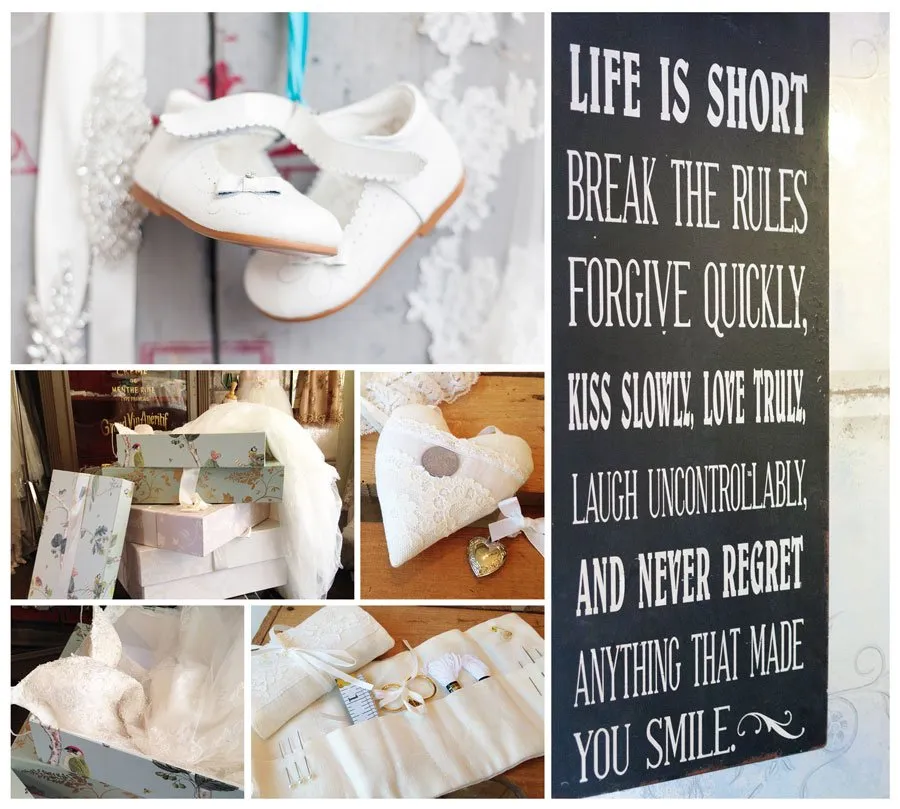 LIFE IS SHORT
BREAK THE RULES
FORGIVE QUICKLY,
KISS SLOWLY, LOVE TRULY,
LAUGH UNCONTROLLABLY,
AND NEVER REGRET
ANYTHING THAT MADE
YOU SMILE.
MENTHE